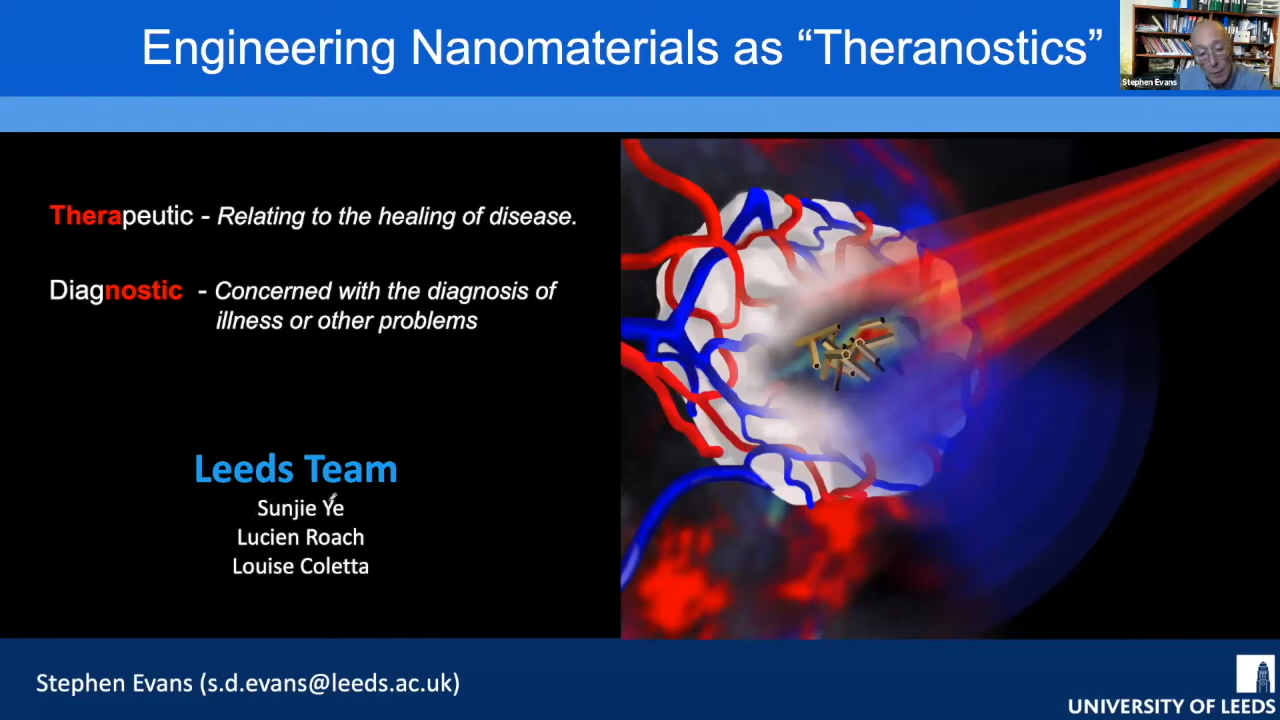 Engineering Nanomaterials as “Theranostics”
Stephen Evans
Therapeutic - Relating to the healing of disease.
Diagnostic - Concerned with the diagnosis of
illness or other problems
Leeds Team
Sunjie Ye
Lucien Roach
Louise Coletta
Stephen Evans (s.d.evans@leeds.ac.uk)
UNIVERSITY OF LEEDS